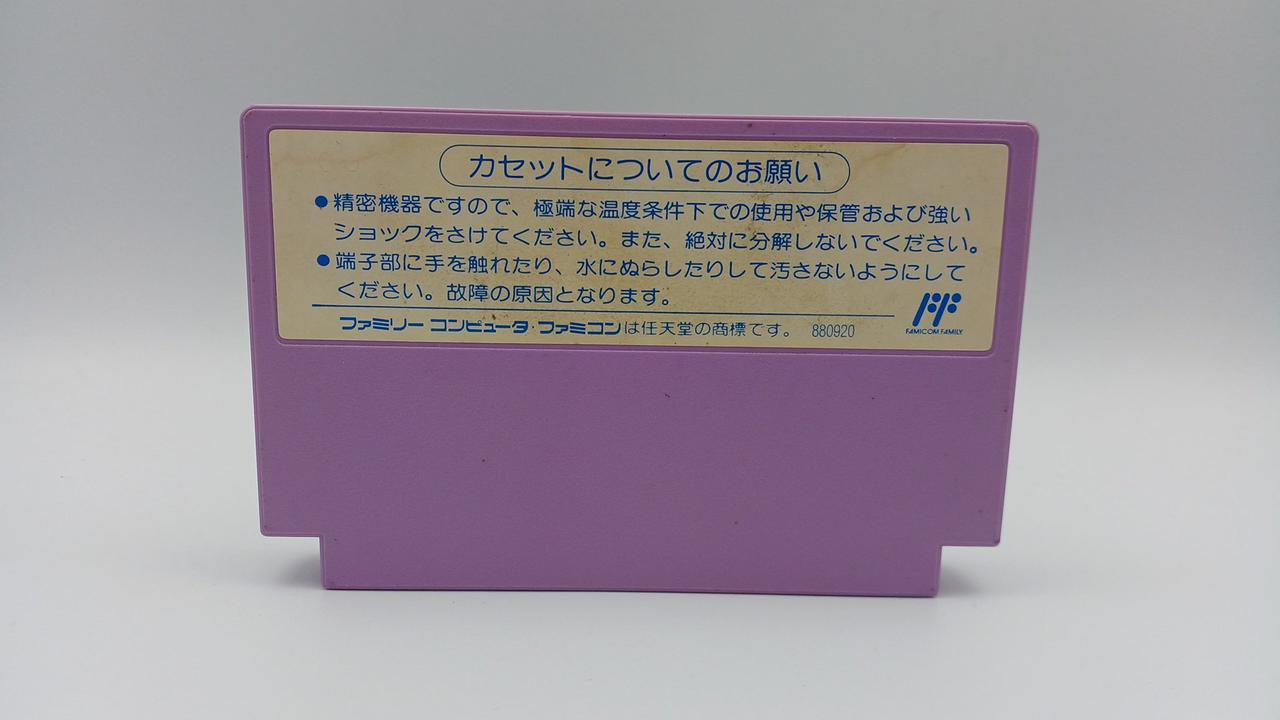 カセットについてのお願い
●精密機器ですので、極端な温度条件下での使用や保管および強い
ショックをさけてください。また、絶対に分解しないでください。
●端子部に手を触れたり、水にぬらしたりして汚さないようにして
ください。故障の原因となります。
ファミリー コンピュータ・ファミコンは任天堂の商標です。 880920
FAMICOM FAMILY